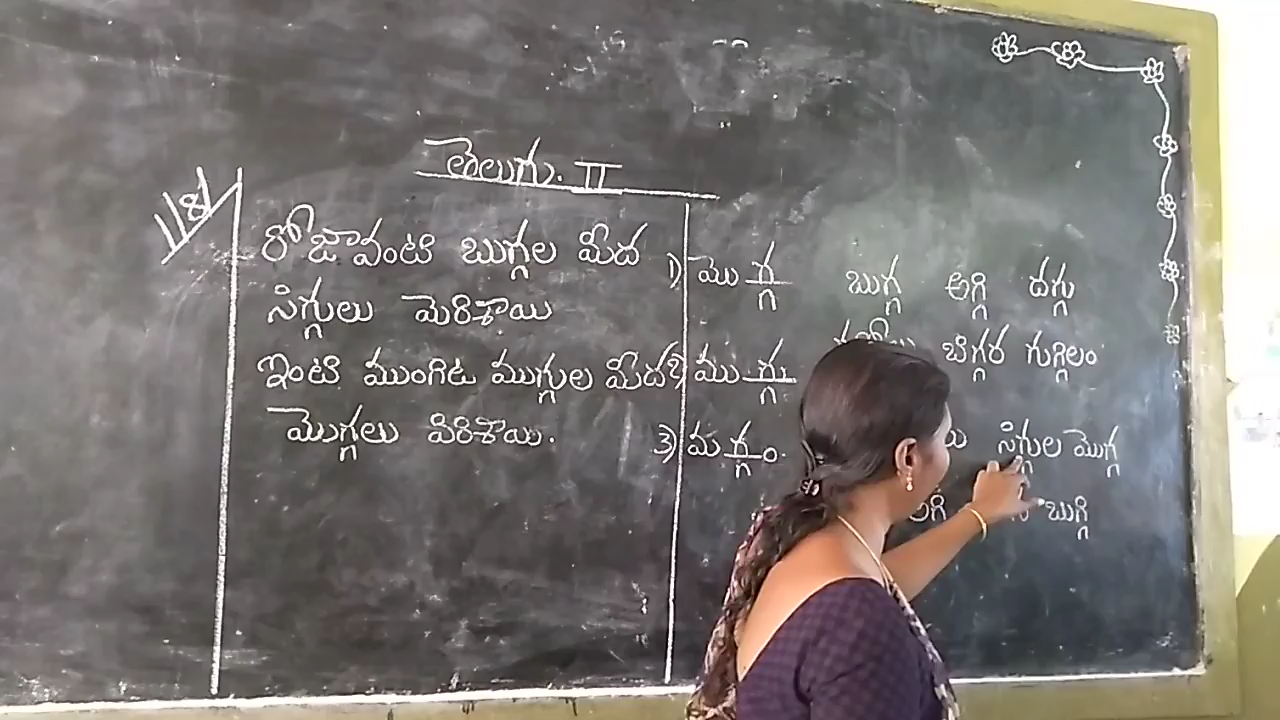 తెలుగు. II
11/8/
రోజావంటి బుగ్గల మీద
సిగ్గులు మెరిశాయి
ఇంటి ముంగిట ముగ్గుల మీద
మొగ్గలు విరిశాయి.
1) మొగ్గ బుగ్గ అగ్గి దగ్గు
2) ముగ్గు బెగ్గర గుగ్గిలం
3) మగ్గం. సిగ్గుల మొగ్గ
బుగ్గి